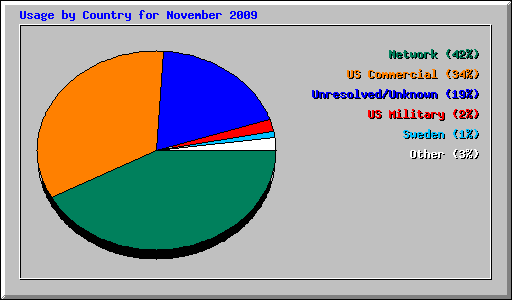 Usage by Country for November 2009
Network (42%)
US Commercial (34%)
Unresolved/Unknown (19%)
US Military (2%)
Sweden (1%)
Other (3%)